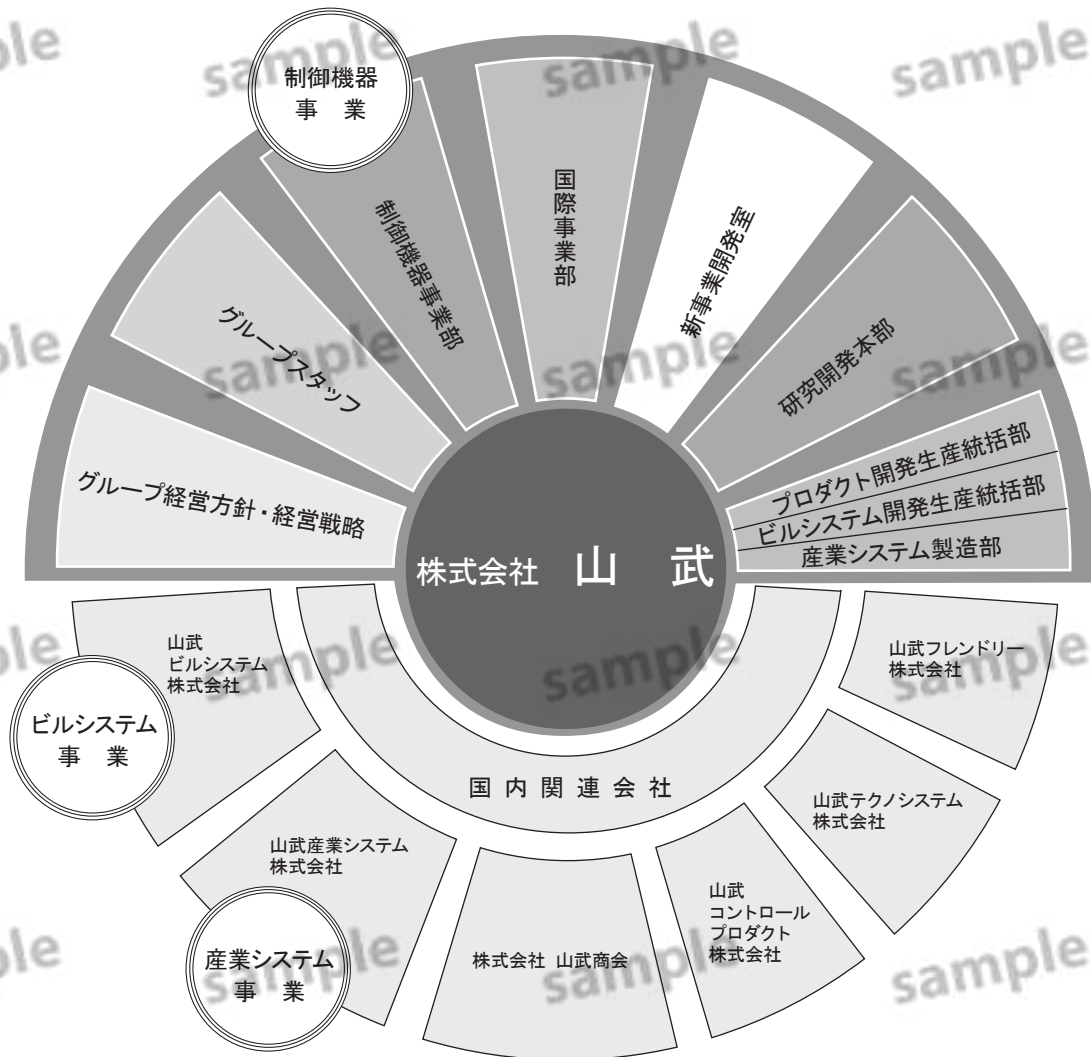 制御機器
事 業
国際事業部
制御機器事業部
新事業開発室
グループスタッフ
研究開発本部
グループ経営方針・経営戦略
プロダクト開発生産統括部
ビルシステム開発生産統括部
産業システム製造部
株式会社 山 武
国内関連会社
山武
ビルシステム
株式会社
ビルシステム
事 業
山武産業システム
株式会社
産業システム
事 業
株式会社 山武商会
山武
コントロール
プロダクト
株式会社
山武テクノシステム
株式会社
山武フレンドリー
株式会社
sample
sample
sample
sample
sample
sample
sample
sample
sample
sample
sample
sample
ple
ple
ple
ple